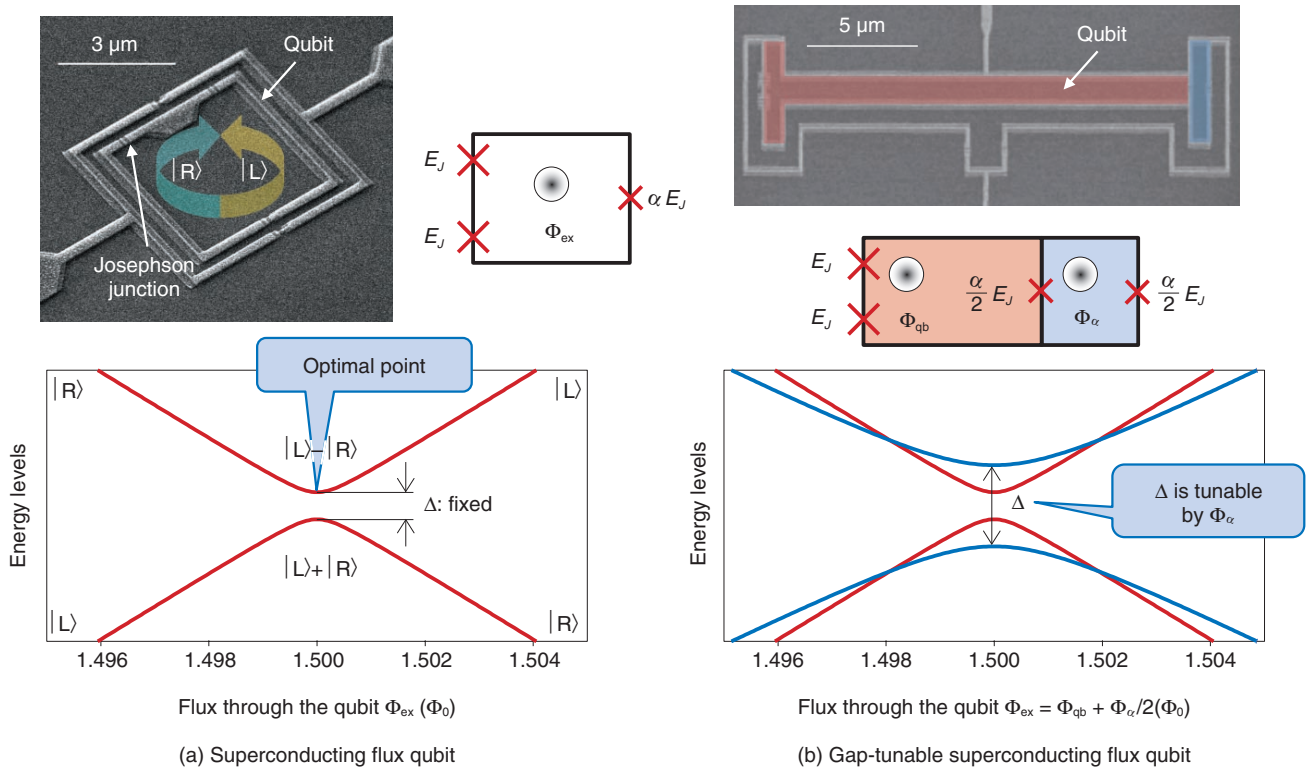 3 μm
Qubit
|R⟩
|L⟩
Josephson
junction
E_J
E_J
α E_J
Φ_ex
Optimal point
|R⟩
|L⟩
|L⟩–|R⟩
Δ: fixed
|L⟩+|R⟩
|L⟩
|R⟩
Energy levels
1.496
1.498
1.500
1.502
1.504
Flux through the qubit Φ_ex (Φ_0)
(a) Superconducting flux qubit
5 μm
Qubit
E_J
E_J
α/2 E_J
α/2 E_J
Φ_qb
Φ_α
Δ
Δ is tunable
by Φ_α
Energy levels
1.496
1.498
1.500
1.502
1.504
Flux through the qubit Φ_ex = Φ_qb + Φ_α/2(Φ_0)
(b) Gap-tunable superconducting flux qubit